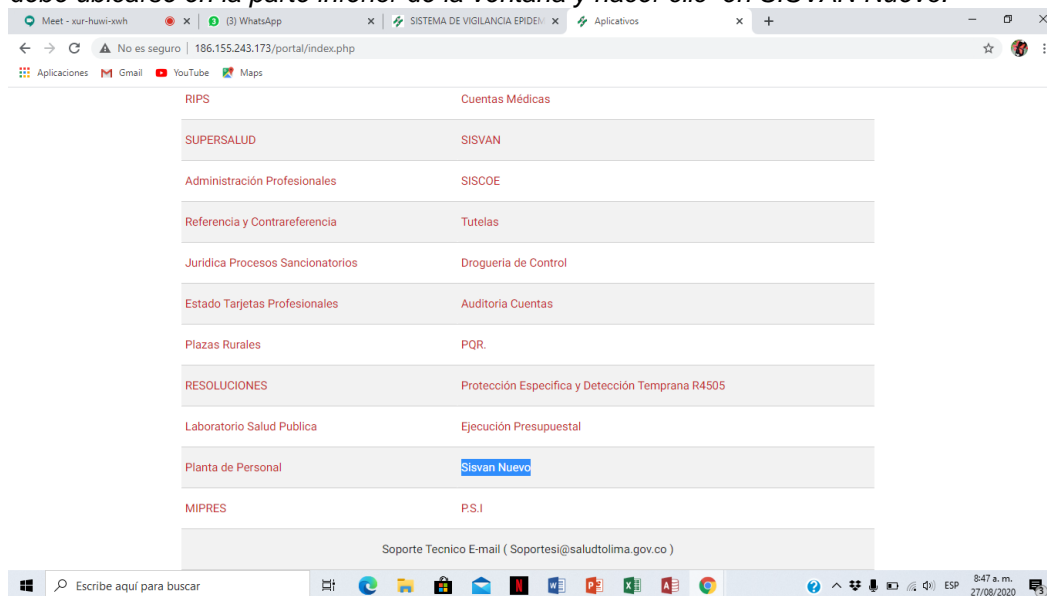 debe ubicarse en la parte inferior de la ventana y hacer clic en SISVAN Nuevo.
Meet - xur-huwi-xwh
(3) WhatsApp
SISTEMA DE VIGILANCIA EPIDEM
Aplicativos
No es seguro | 186.155.243.173/portal/index.php
Aplicaciones Gmail YouTube Maps
RIPS Cuentas Médicas
SUPERSALUD SISVAN
Administración Profesionales SISCOE
Referencia y Contrareferencia Tutelas
Juridica Procesos Sancionatorios Drogueria de Control
Estado Tarjetas Profesionales Auditoria Cuentas
Plazas Rurales PQR.
RESOLUCIONES Protección Especifica y Detección Temprana R4505
Laboratorio Salud Publica Ejecución Presupuestal
Planta de Personal Sisvan Nuevo
MIPRES P.S.I
Soporte Tecnico E-mail ( Soportesi@saludtolima.gov.co )
Escribe aquí para buscar
ESP
8:47 a. m.
27/08/2020
3